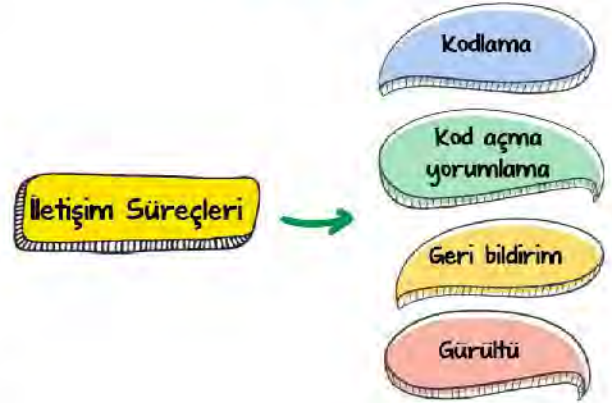 İletişim Süreçleri
Kodlama
Kod açma
yorumlama
Geri bildirim
Gürültü